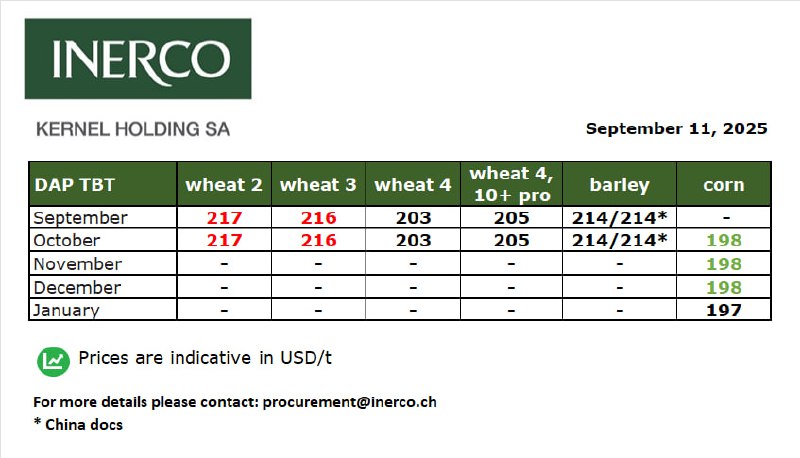 INERCO
KERNEL HOLDING SA
September 11, 2025
DAP TBT wheat 2 wheat 3 wheat 4 wheat 4, 10+ pro barley corn
September 217 216 203 205 214/214* -
October 217 216 203 205 214/214* 198
November - - - - - 198
December - - - - - 198
January - - - - - 197
Prices are indicative in USD/t
For more details please contact: procurement@inerco.ch
* China docs